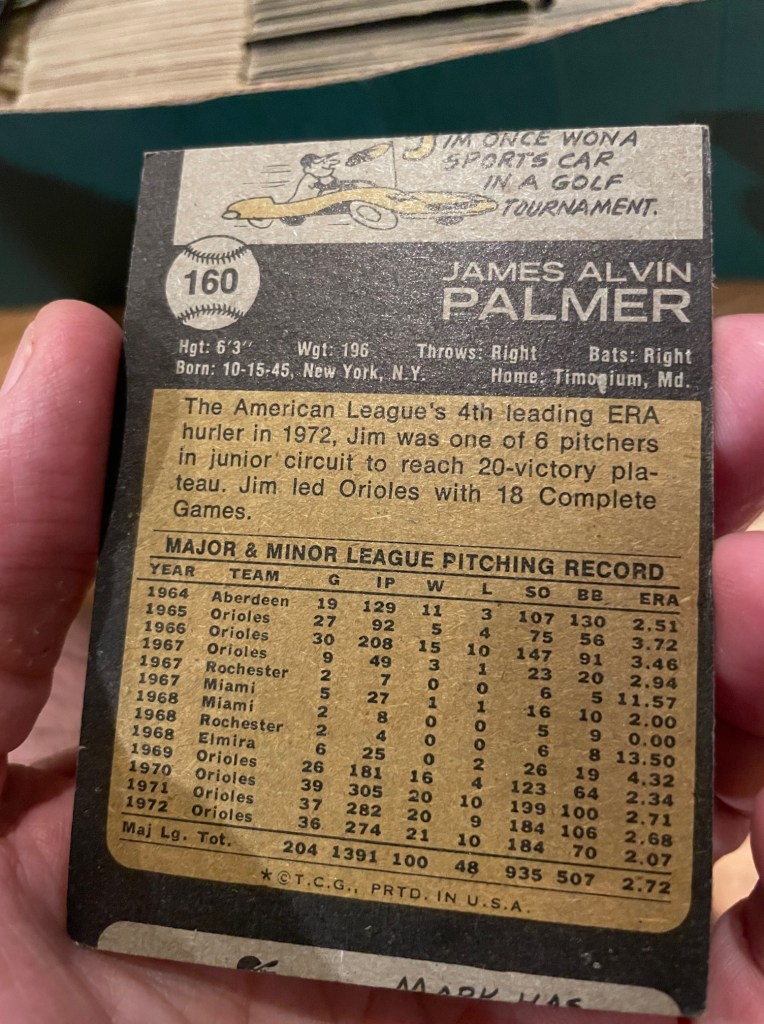 JIM ONCE WON A
SPORTS CAR
IN A GOLF
TOURNAMENT.
160
JAMES ALVIN
PALMER
Hgt: 6'3" Wgt: 196 Throws: Right Bats: Right
Born: 10-15-45, New York, N.Y. Home: Timonium, Md.
The American League's 4th leading ERA
hurler in 1972, Jim was one of 6 pitchers
in junior circuit to reach 20-victory pla-
teau. Jim led Orioles with 18 Complete
Games.
MAJOR & MINOR LEAGUE PITCHING RECORD
YEAR TEAM G IP W L SO BB ERA
1964 Aberdeen 19 129 11 3 107 130 2.51
1965 Orioles 27 92 5 4 75 56 3.72
1966 Orioles 30 208 15 10 147 91 3.46
1967 Orioles 9 49 3 1 23 20 2.94
1967 Rochester 2 7 0 0 6 5 11.57
1967 Miami 5 27 1 1 16 10 2.00
1968 Miami 2 8 0 0 5 9 0.00
1968 Rochester 2 4 0 0 6 8 13.50
1968 Elmira 6 25 0 2 26 19 4.32
1969 Orioles 26 181 16 4 123 64 2.34
1970 Orioles 39 305 20 10 199 100 2.71
1971 Orioles 37 282 20 9 184 106 2.68
1972 Orioles 36 274 21 10 184 70 2.07
Maj Lg. Tot. 204 1391 100 48 935 507 2.72
*©T.C.G., PRTD. IN U.S.A.
MARK HAS